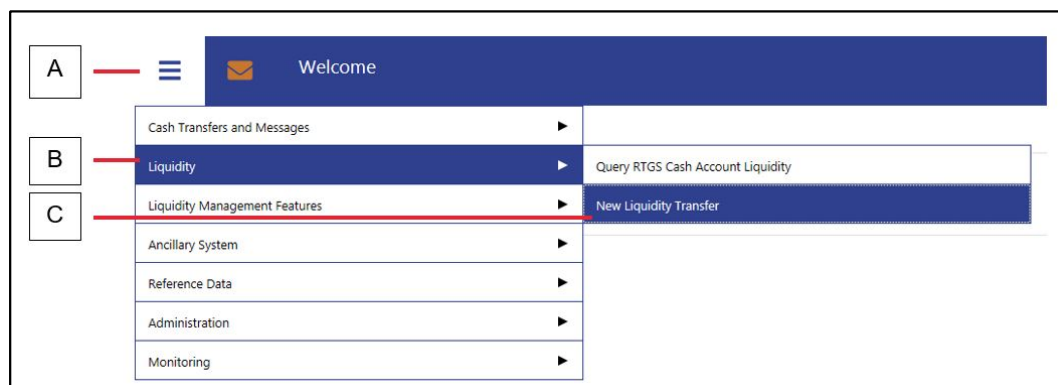 A
Welcome
Cash Transfers and Messages
B
Liquidity
Query RTGS Cash Account Liquidity
C
Liquidity Management Features
New Liquidity Transfer
Ancillary System
Reference Data
Administration
Monitoring